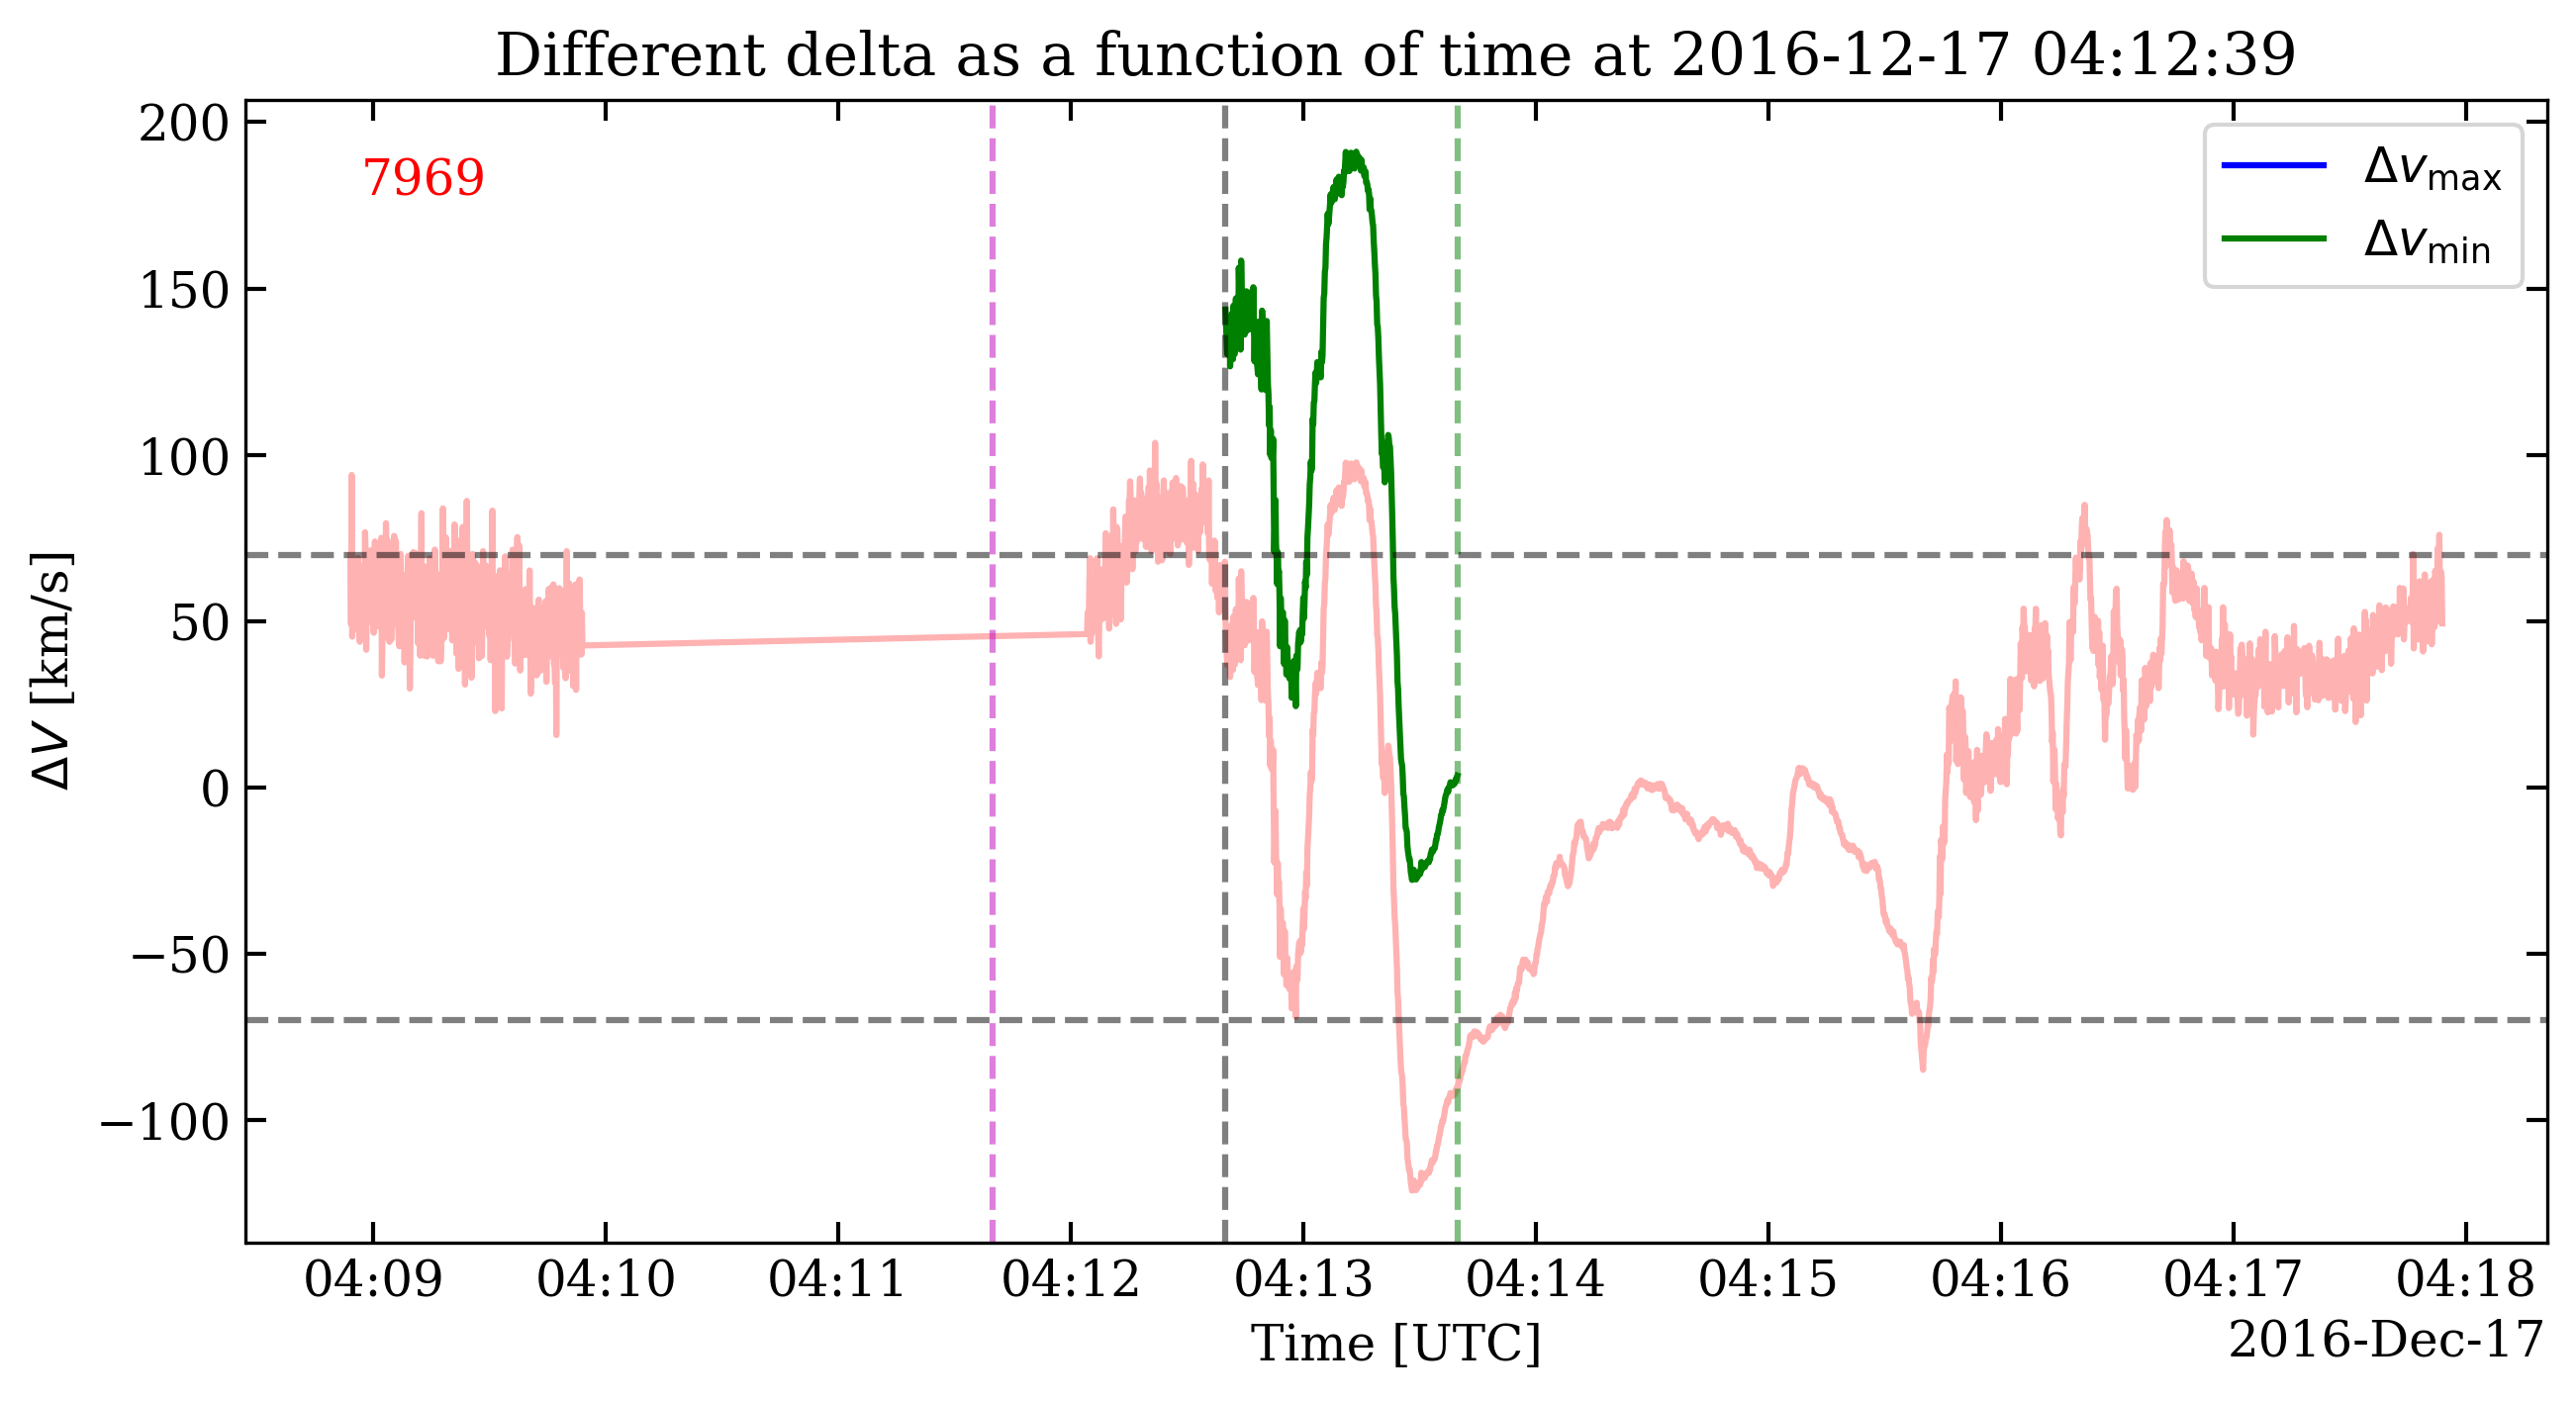 Different delta as a function of time at 2016-12-17 04:12:39
7969
Δv_max
Δv_min
200
150
100
50
0
−50
−100
ΔV [km/s]
04:09 04:10 04:11 04:12 04:13 04:14 04:15 04:16 04:17 04:18
Time [UTC]
2016-Dec-17